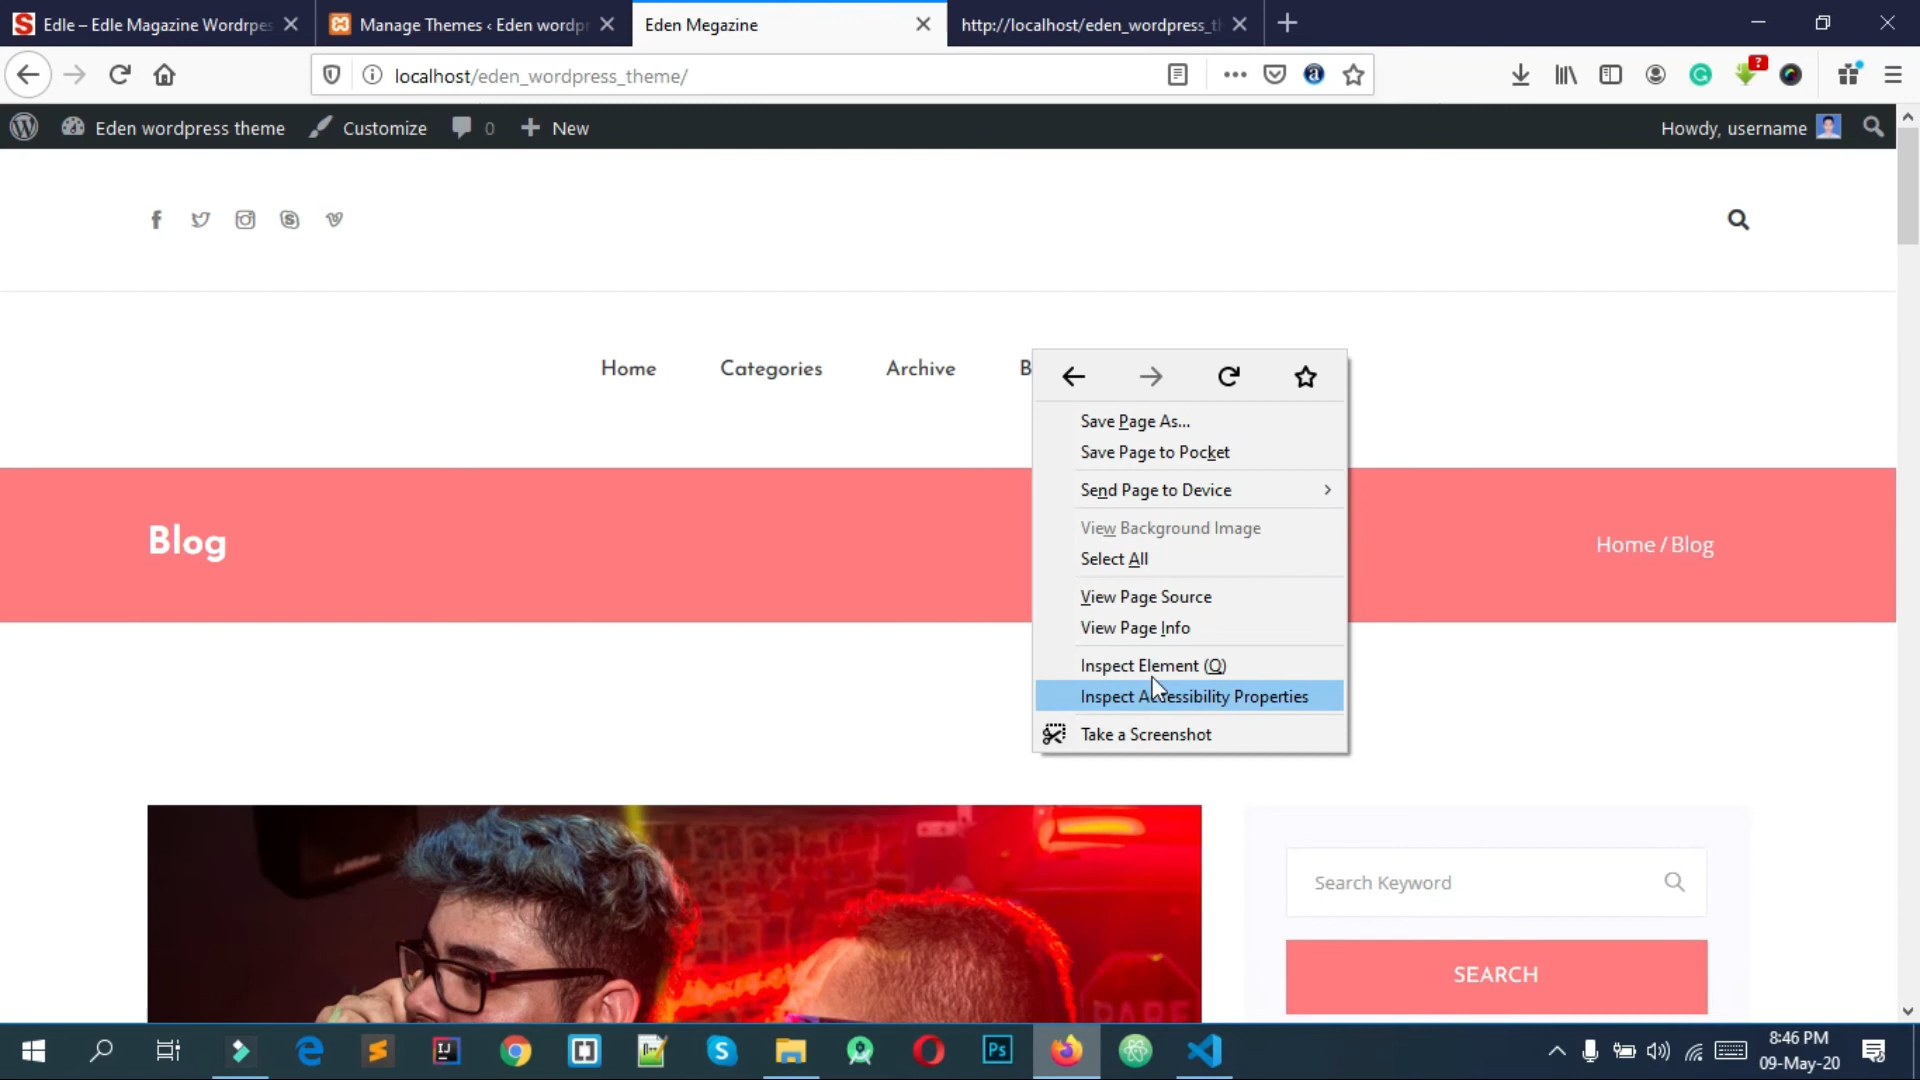 Edle – Edle Magazine Wordrpes
Manage Themes ‹ Eden wordpr
Eden Megazine
http://localhost/eden_wordpress_t
localhost/eden_wordpress_theme/
Eden wordpress theme
Customize
0
New
Howdy, username
Home
Categories
Archive
B
Save Page As...
Save Page to Pocket
Send Page to Device
View Background Image
Select All
View Page Source
View Page Info
Inspect Element (Q)
Inspect Accessibility Properties
Take a Screenshot
Blog
Home / Blog
Search Keyword
SEARCH
8:46 PM
09-May-20